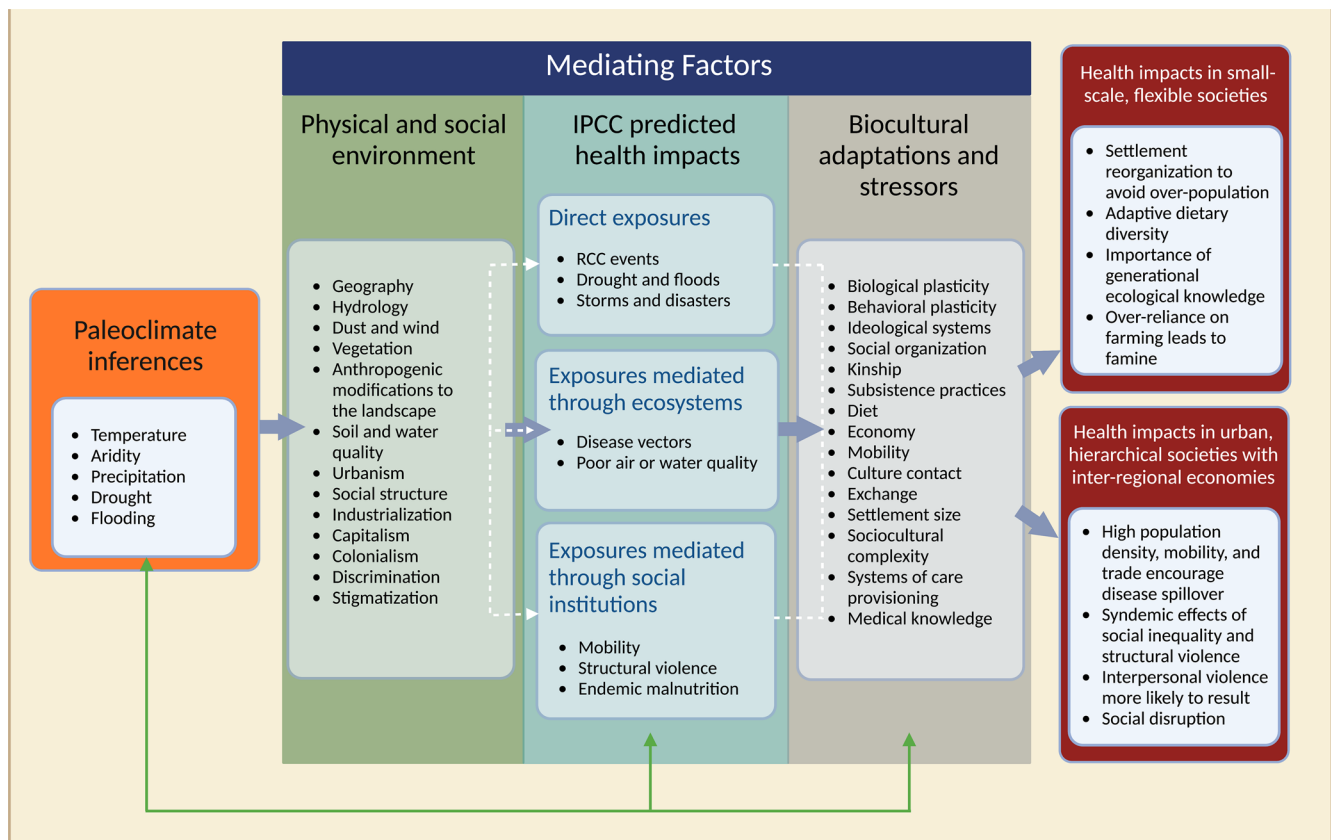 Mediating Factors
Paleoclimate
inferences
• Temperature
• Aridity
• Precipitation
• Drought
• Flooding
Physical and social
environment
• Geography
• Hydrology
• Dust and wind
• Vegetation
• Anthropogenic
modifications to
the landscape
• Soil and water
quality
• Urbanism
• Social structure
• Industrialization
• Capitalism
• Colonialism
• Discrimination
• Stigmatization
IPCC predicted
health impacts
Direct exposures
• RCC events
• Drought and floods
• Storms and disasters
Exposures mediated
through ecosystems
• Disease vectors
• Poor air or water quality
Exposures mediated
through social
institutions
• Mobility
• Structural violence
• Endemic malnutrition
Biocultural
adaptations and
stressors
• Biological plasticity
• Behavioral plasticity
• Ideological systems
• Social organization
• Kinship
• Subsistence practices
• Diet
• Economy
• Mobility
• Culture contact
• Exchange
• Settlement size
• Sociocultural
complexity
• Systems of care
provisioning
• Medical knowledge
Health impacts in small-
scale, flexible societies
• Settlement
reorganization to
avoid over-population
• Adaptive dietary
diversity
• Importance of
generational
ecological knowledge
• Over-reliance on
farming leads to
famine
Health impacts in urban,
hierarchical societies with
inter-regional economies
• High population
density, mobility, and
trade encourage
disease spillover
• Syndemic effects of
social inequality and
structural violence
• Interpersonal violence
more likely to result
• Social disruption